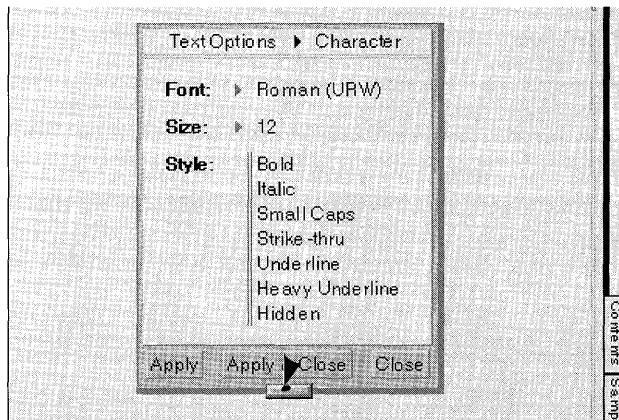 TextOptions ▶ Character
Font: ▶ Roman (URW)
Size: ▶ 12
Style:
Bold
Italic
Small Caps
Strike-thru
Underline
Heavy Underline
Hidden
Apply Apply Close Close
Contents
Samp